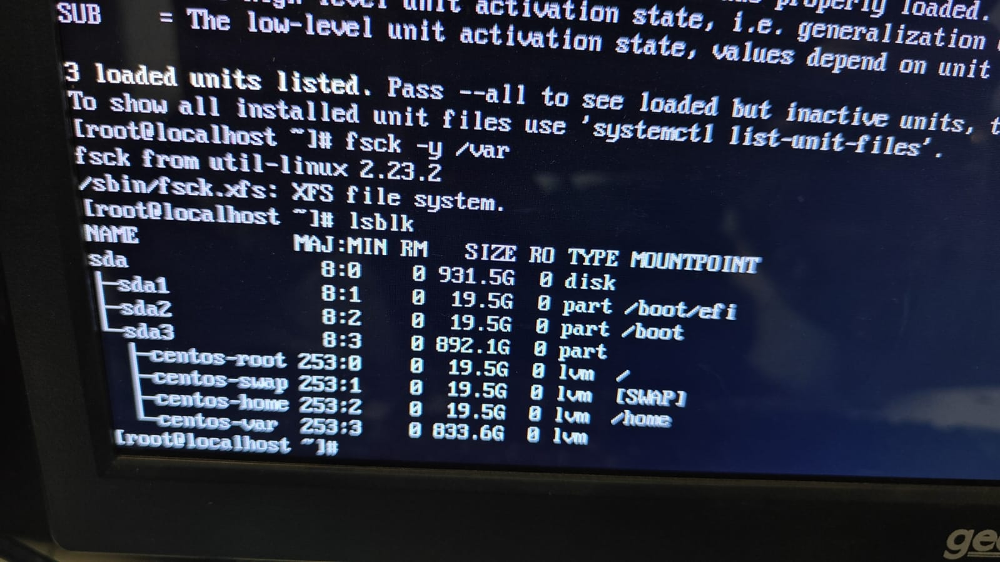 level unit activation state, i.e. generalization
properly loaded.
SUB = The low-level unit activation state, values depend on unit
3 loaded units listed. Pass --all to see loaded but inactive units, t
To show all installed unit files use 'systemctl list-unit-files'.
[root@localhost ~]# fsck -y /var
fsck from util-linux 2.23.2
/sbin/fsck.xfs: XFS file system.
[root@localhost ~]# lsblk
NAME MAJ:MIN RM SIZE RO TYPE MOUNTPOINT
sda 8:0 0 931.5G 0 disk
├─sda1 8:1 0 19.5G 0 part /boot/efi
├─sda2 8:2 0 19.5G 0 part /boot
└─sda3 8:3 0 892.1G 0 part
├─centos-root 253:0 0 19.5G 0 lvm /
├─centos-swap 253:1 0 19.5G 0 lvm [SWAP]
├─centos-home 253:2 0 19.5G 0 lvm /home
└─centos-var 253:3 0 833.6G 0 lvm
[root@localhost ~]#